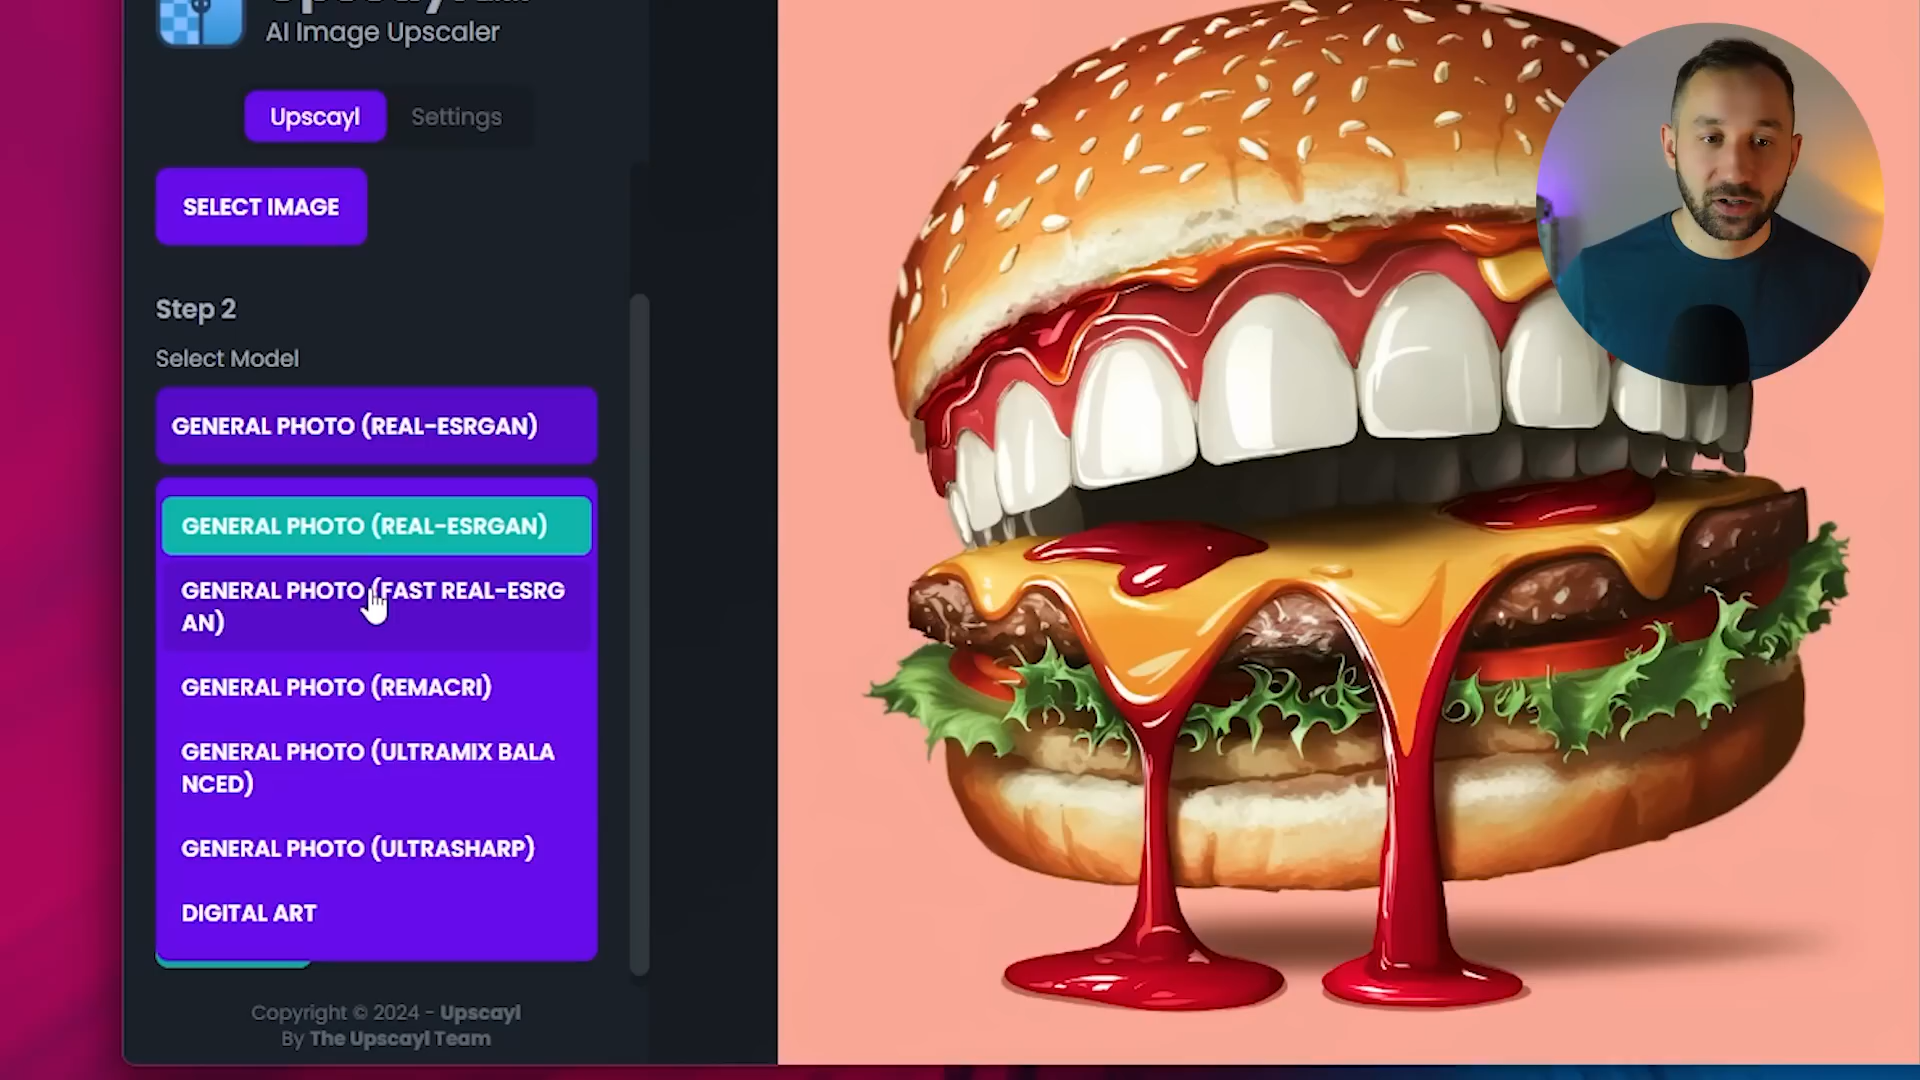 AI Image Upscaler
Upscayl
Settings
SELECT IMAGE
Step 2
Select Model
GENERAL PHOTO (REAL-ESRGAN)
GENERAL PHOTO (REAL-ESRGAN)
GENERAL PHOTO (FAST REAL-ESRG
AN)
GENERAL PHOTO (REMACRI)
GENERAL PHOTO (ULTRAMIX BALA
NCED)
GENERAL PHOTO (ULTRASHARP)
DIGITAL ART
Copyright © 2024 - Upscayl
By The Upscayl Team